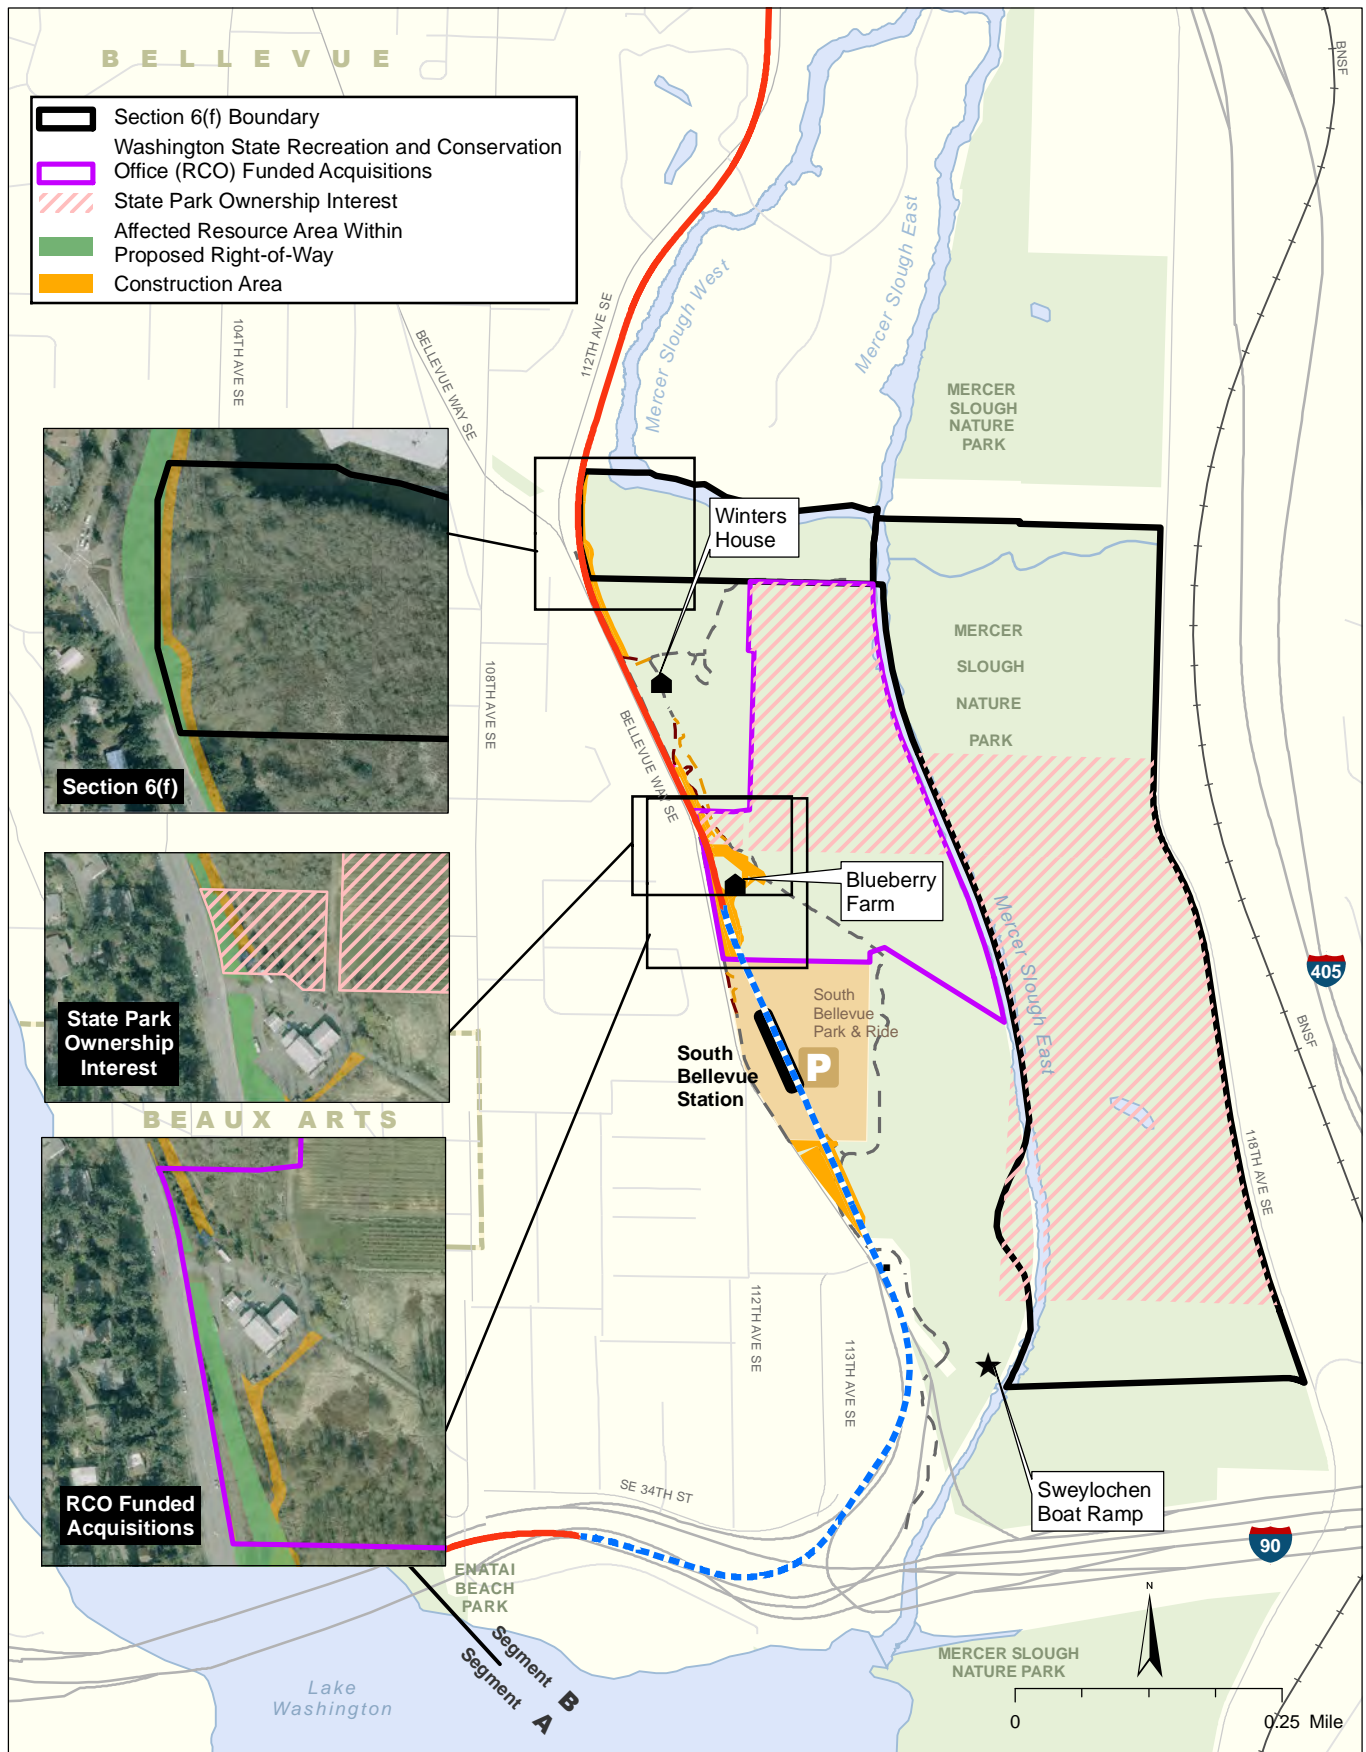 BELLEVUE
Section 6(f) Boundary
Washington State Recreation and Conservation
Office (RCO) Funded Acquisitions
State Park Ownership Interest
Affected Resource Area Within
Proposed Right-of-Way
Construction Area
BNSF
112TH AVE SE
104TH AVE SE
BELLEVUE WAY SE
Mercer Slough West
Mercer Slough East
MERCER
SLOUGH
NATURE
PARK
Winters
House
Section 6(f)
108TH AVE SE
MERCER
SLOUGH
NATURE
PARK
BELLEVUE WAY SE
Blueberry
Farm
Mercer Slough East
405
BNSF
State Park
Ownership
Interest
South
Bellevue
Park & Ride
P
South
Bellevue
Station
BEAUX ARTS
118TH AVE SE
112TH AVE SE
113TH AVE SE
RCO Funded
Acquisitions
SE 34TH ST
Sweylochen
Boat Ramp
90
ENATAI
BEACH
PARK
Segment B
Segment A
Lake
Washington
MERCER SLOUGH
NATURE PARK
N
0
0.25 Mile